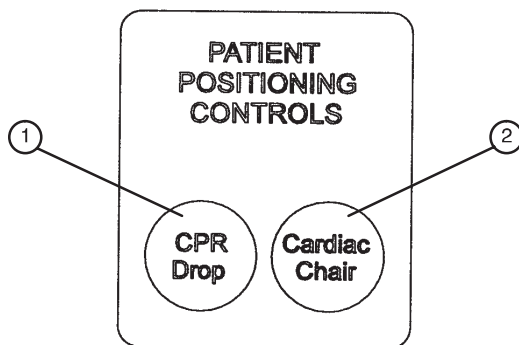 PATIENT
POSITIONING
CONTROLS
1
2
CPR
Drop
Cardiac
Chair